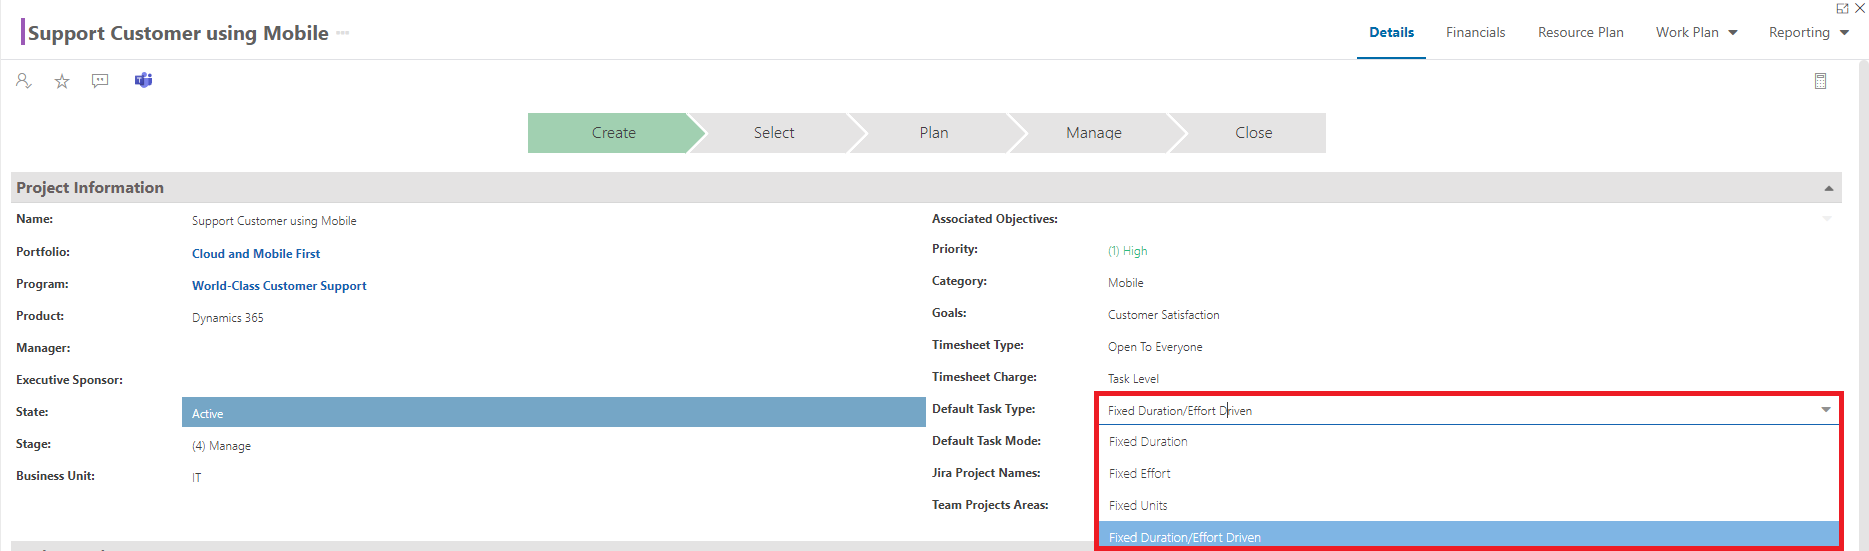 Support Customer using Mobile
Details Financials Resource Plan Work Plan Reporting
Create Select Plan Manage Close
Project Information
Name: Support Customer using Mobile
Portfolio: Cloud and Mobile First
Program: World-Class Customer Support
Product: Dynamics 365
Manager:
Executive Sponsor:
State: Active
Stage: (4) Manage
Business Unit: IT
Associated Objectives:
Priority: (1) High
Category: Mobile
Goals: Customer Satisfaction
Timesheet Type: Open To Everyone
Timesheet Charge: Task Level
Default Task Type: Fixed Duration/Effort Driven
Default Task Mode:
Jira Project Names:
Team Projects Areas:
Fixed Duration
Fixed Effort
Fixed Units
Fixed Duration/Effort Driven